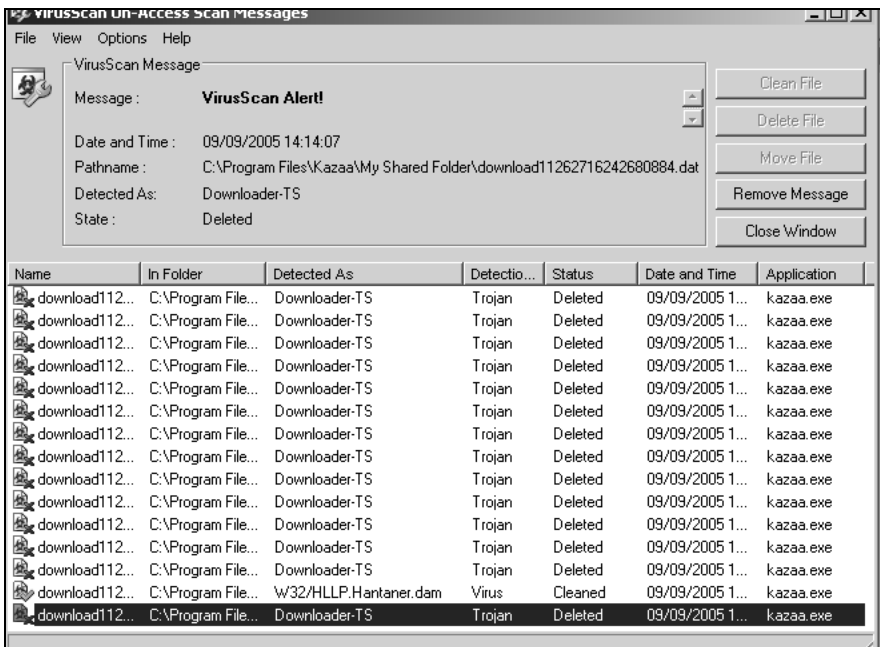 VirusScan On-Access Scan Messages
File View Options Help
VirusScan Message
Message : VirusScan Alert!
Date and Time : 09/09/2005 14:14:07
Pathname : C:\Program Files\Kazaa\My Shared Folder\download11262716242680884.dat
Detected As: Downloader-TS
State : Deleted
Clean File
Delete File
Move File
Remove Message
Close Window
Name In Folder Detected As Detectio... Status Date and Time Application
download112... C:\Program File... Downloader-TS Trojan Deleted 09/09/2005 1... kazaa.exe
download112... C:\Program File... Downloader-TS Trojan Deleted 09/09/2005 1... kazaa.exe
download112... C:\Program File... Downloader-TS Trojan Deleted 09/09/2005 1... kazaa.exe
download112... C:\Program File... Downloader-TS Trojan Deleted 09/09/2005 1... kazaa.exe
download112... C:\Program File... Downloader-TS Trojan Deleted 09/09/2005 1... kazaa.exe
download112... C:\Program File... Downloader-TS Trojan Deleted 09/09/2005 1... kazaa.exe
download112... C:\Program File... Downloader-TS Trojan Deleted 09/09/2005 1... kazaa.exe
download112... C:\Program File... Downloader-TS Trojan Deleted 09/09/2005 1... kazaa.exe
download112... C:\Program File... Downloader-TS Trojan Deleted 09/09/2005 1... kazaa.exe
download112... C:\Program File... Downloader-TS Trojan Deleted 09/09/2005 1... kazaa.exe
download112... C:\Program File... Downloader-TS Trojan Deleted 09/09/2005 1... kazaa.exe
download112... C:\Program File... Downloader-TS Trojan Deleted 09/09/2005 1... kazaa.exe
download112... C:\Program File... Downloader-TS Trojan Deleted 09/09/2005 1... kazaa.exe
download112... C:\Program File... W32/HLLP.Hantaner.dam Virus Cleaned 09/09/2005 1... kazaa.exe
download112... C:\Program File... Downloader-TS Trojan Deleted 09/09/2005 1... kazaa.exe